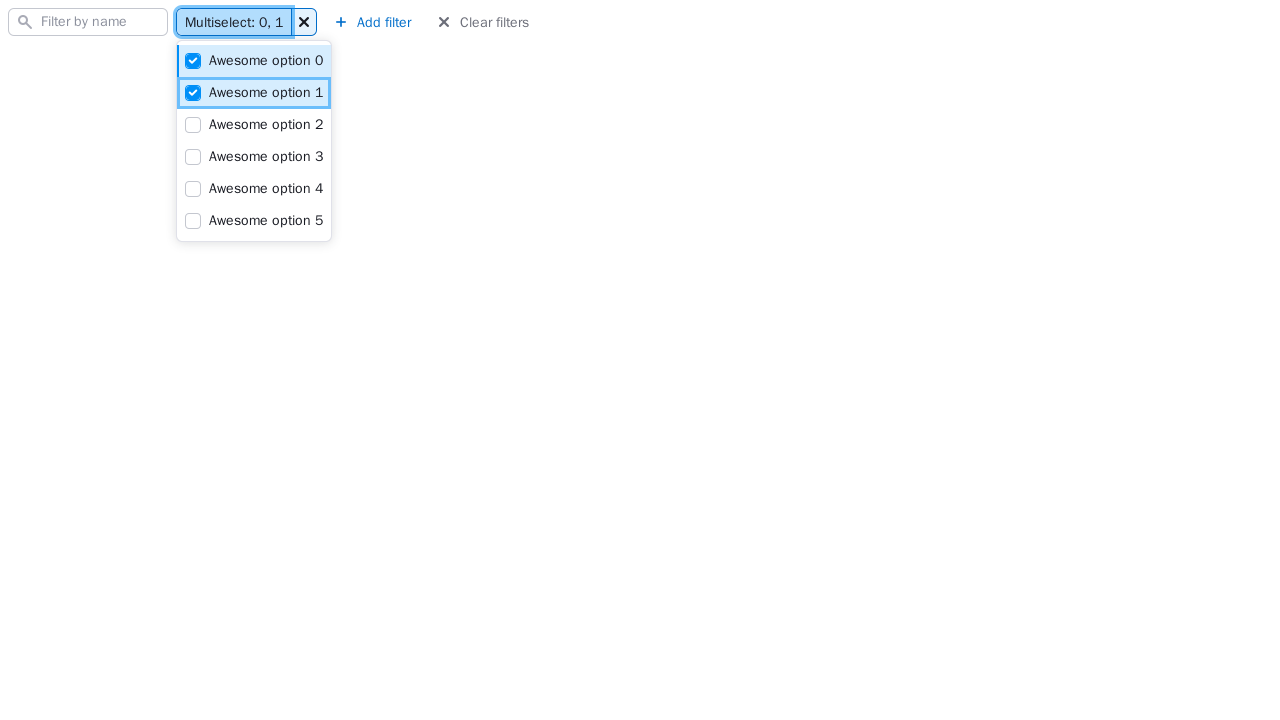 Filter by name Multiselect: 0, 1 Add filter Clear filters
Awesome option 0
Awesome option 1
Awesome option 2
Awesome option 3
Awesome option 4
Awesome option 5